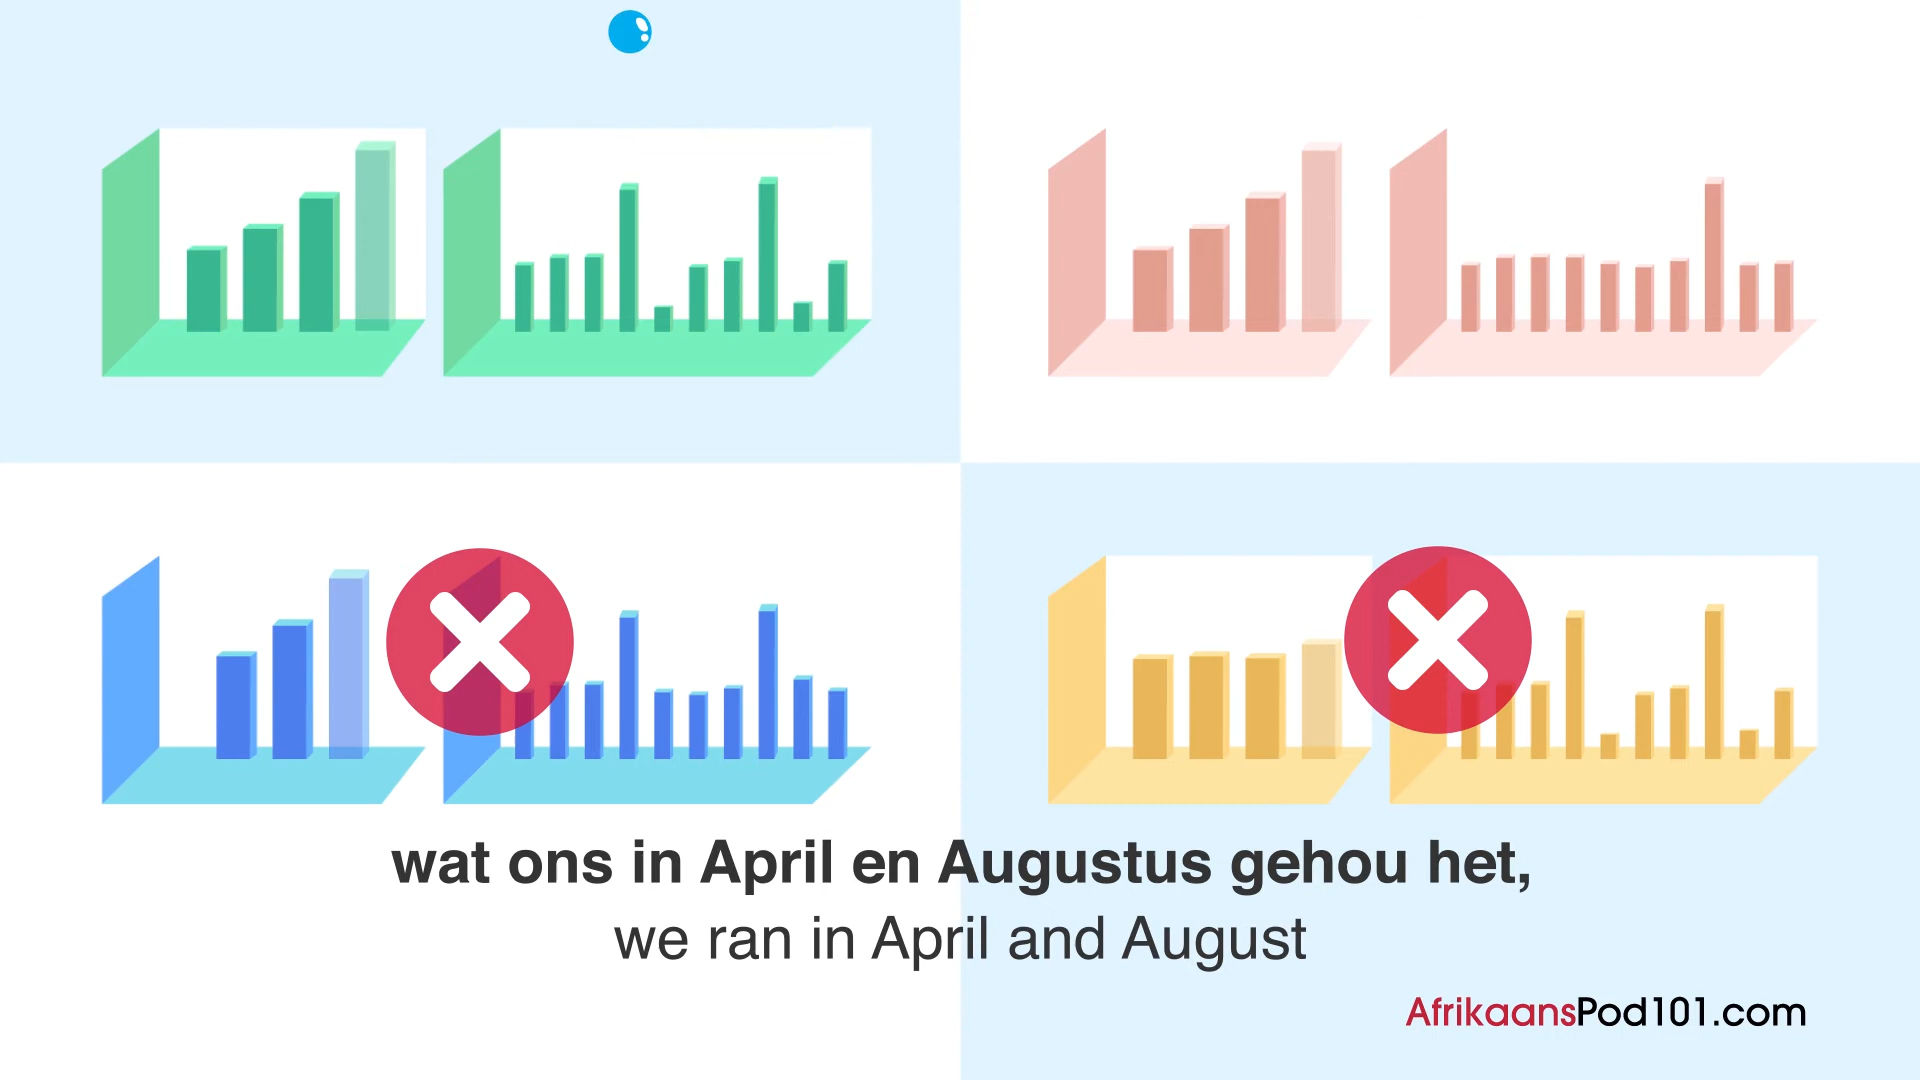 wat ons in April en Augustus gehou het,
we ran in April and August
AfrikaansPod101.com